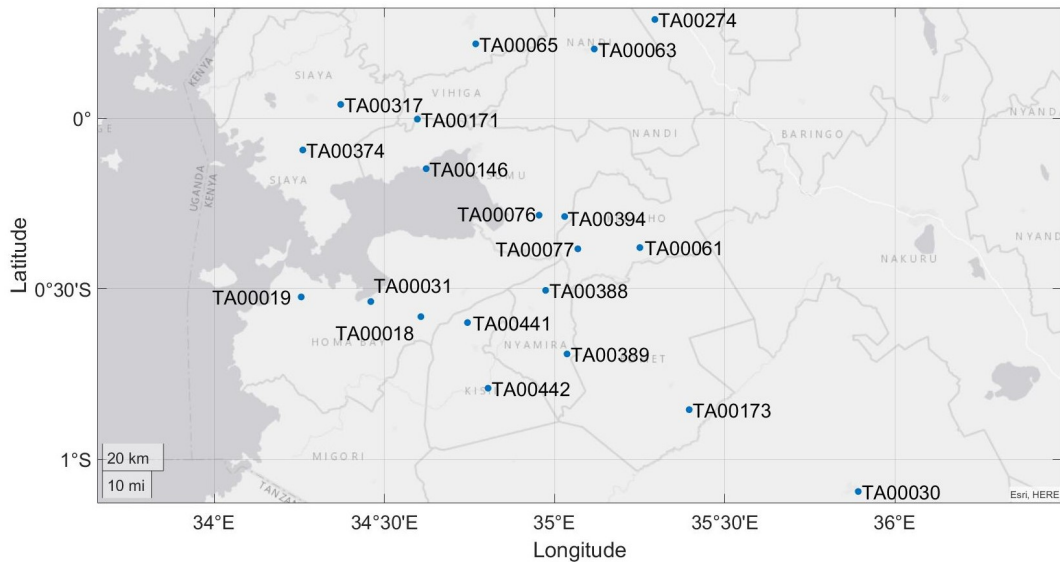 TA00274
TA00065
NANDI
TA00063
KENYA
SIAYA
VIHIGA
TA00317
0°
TA00171
NANDI
BARINGO
NYANDA
TA00374
TA00146
SIAYA
UGANDA
KENYA
TA00076
TA00394
TA00077
TA00061
NAKURU
Latitude
TA00031
0°30'S
TA00019
TA00388
TA00018
TA00441
HOMA BAY
NYAMIRA
TA00389
TA00442
TA00173
1°S
20 km
10 mi
MIGORI
TANZAN
TA00030
Esri, HERE
34°E
34°30'E
35°E
35°30'E
36°E
Longitude